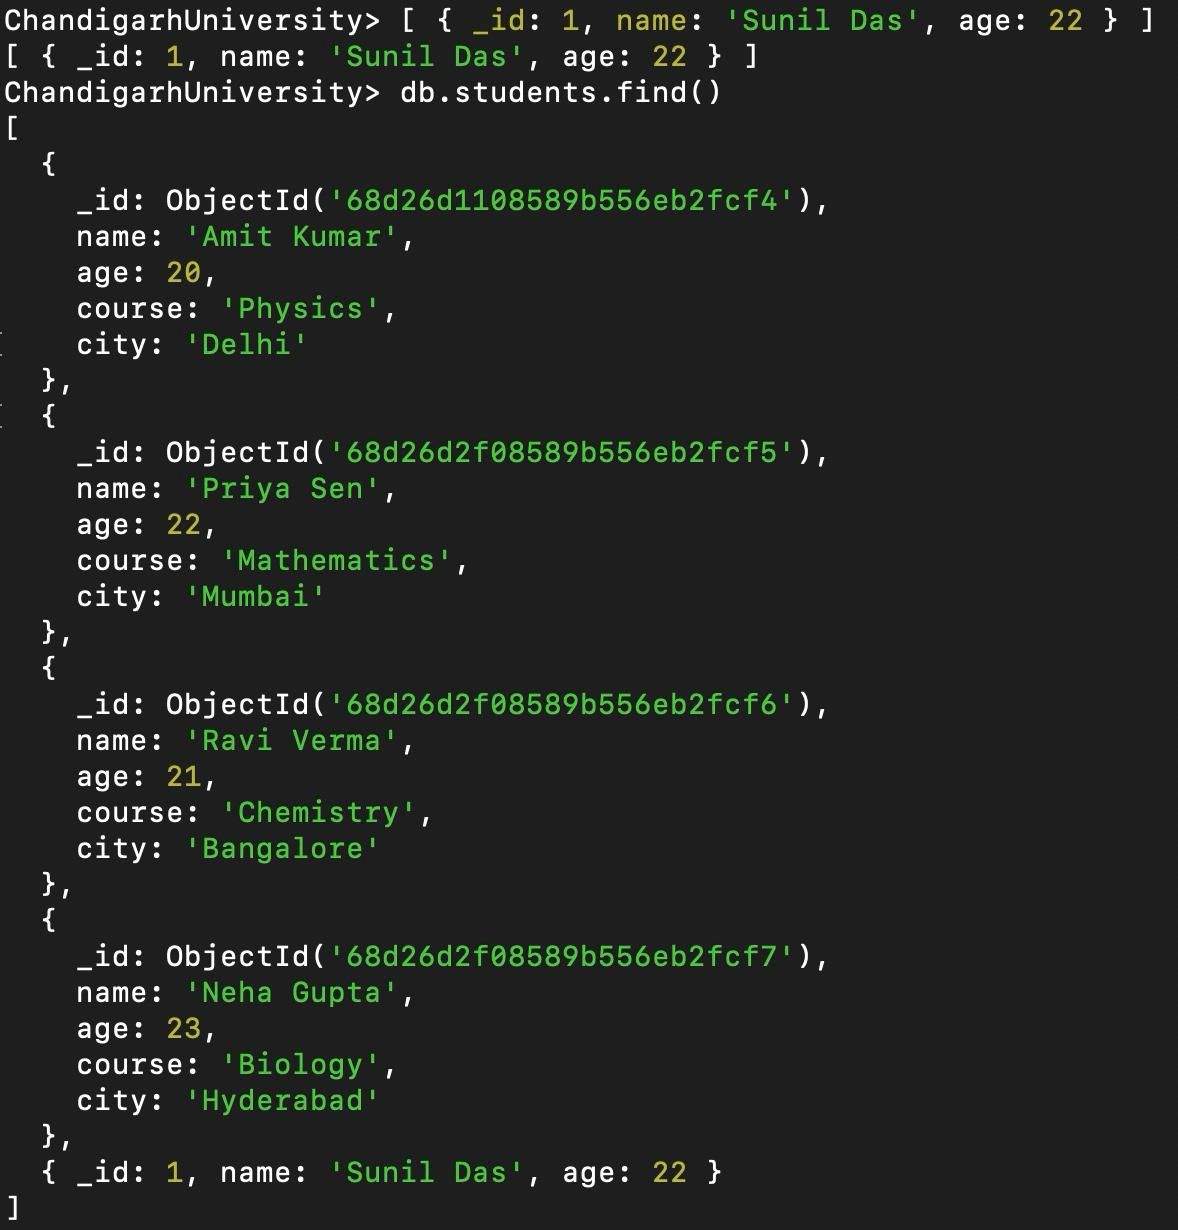 ChandigarhUniversity> [ { _id: 1, name: 'Sunil Das', age: 22 } ]
[ { _id: 1, name: 'Sunil Das', age: 22 } ]
ChandigarhUniversity> db.students.find()
[
  {
    _id: ObjectId('68d26d1108589b556eb2fcf4'),
    name: 'Amit Kumar',
    age: 20,
    course: 'Physics',
    city: 'Delhi'
  },
  {
    _id: ObjectId('68d26d2f08589b556eb2fcf5'),
    name: 'Priya Sen',
    age: 22,
    course: 'Mathematics',
    city: 'Mumbai'
  },
  {
    _id: ObjectId('68d26d2f08589b556eb2fcf6'),
    name: 'Ravi Verma',
    age: 21,
    course: 'Chemistry',
    city: 'Bangalore'
  },
  {
    _id: ObjectId('68d26d2f08589b556eb2fcf7'),
    name: 'Neha Gupta',
    age: 23,
    course: 'Biology',
    city: 'Hyderabad'
  },
  { _id: 1, name: 'Sunil Das', age: 22 }
]